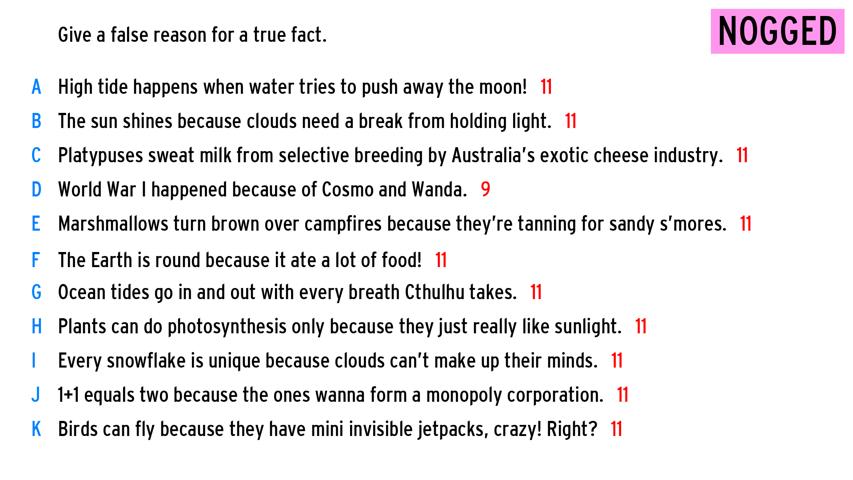 NOGGED
Give a false reason for a true fact.
A High tide happens when water tries to push away the moon! 11
B The sun shines because clouds need a break from holding light. 11
C Platypuses sweat milk from selective breeding by Australia's exotic cheese industry. 11
D World War I happened because of Cosmo and Wanda. 9
E Marshmallows turn brown over campfires because they're tanning for sandy s'mores. 11
F The Earth is round because it ate a lot of food! 11
G Ocean tides go in and out with every breath Cthulhu takes. 11
H Plants can do photosynthesis only because they just really like sunlight. 11
I Every snowflake is unique because clouds can't make up their minds. 11
J 1+1 equals two because the ones wanna form a monopoly corporation. 11
K Birds can fly because they have mini invisible jetpacks, crazy! Right? 11